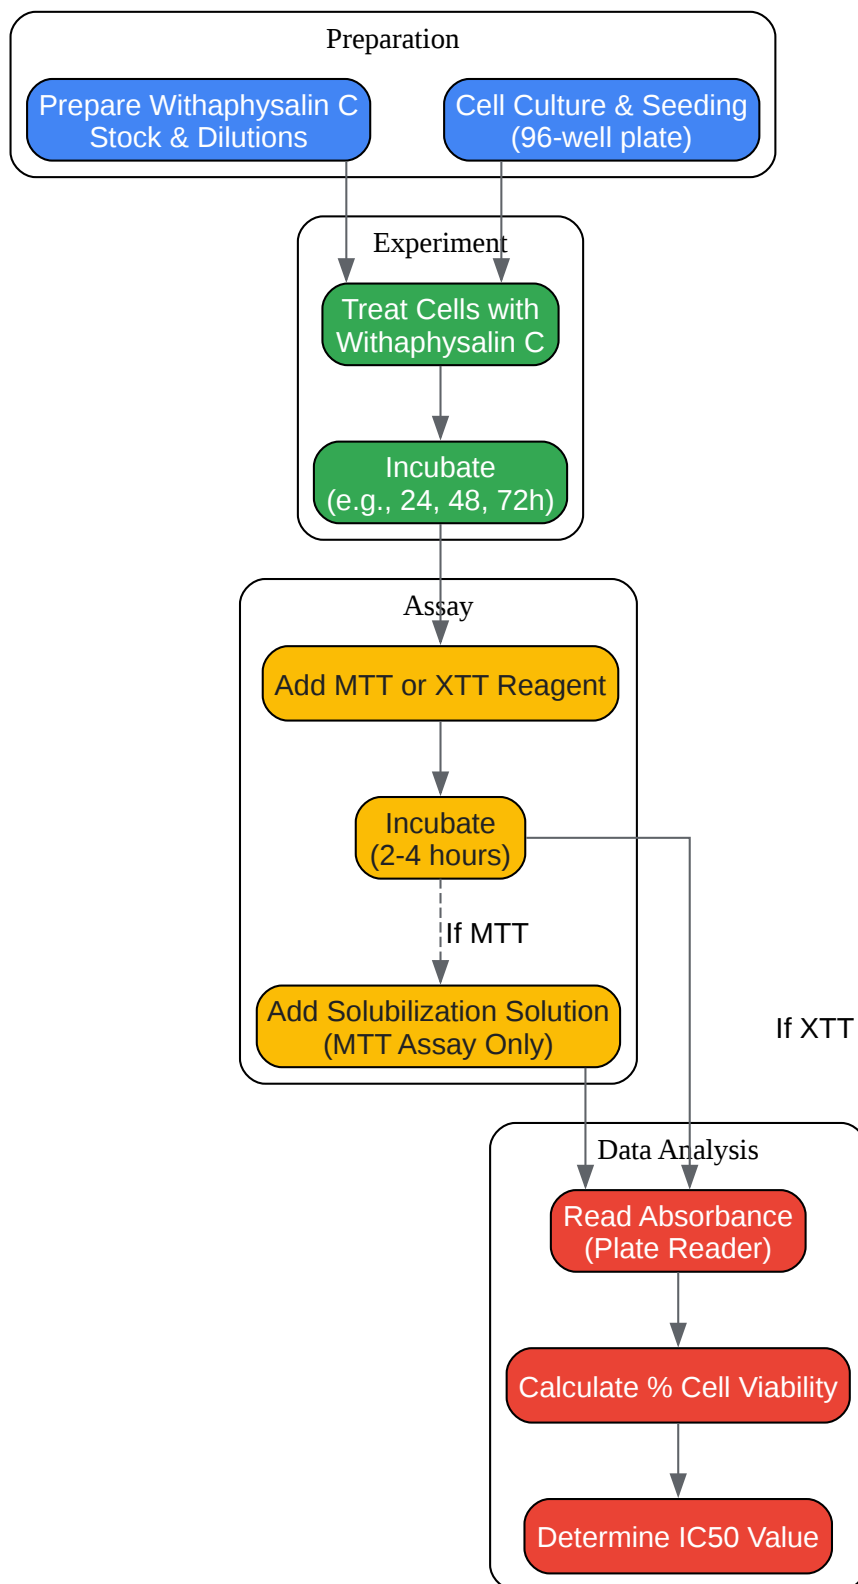 Preparation
Prepare Withaphysalin C
Stock & Dilutions
Cell Culture & Seeding
(96-well plate)
Experiment
Treat Cells with
Withaphysalin C
Incubate
(e.g., 24, 48, 72h)
Assay
Add MTT or XTT Reagent
Incubate
(2-4 hours)
If MTT
Add Solubilization Solution
(MTT Assay Only)
If XTT
Data Analysis
Read Absorbance
(Plate Reader)
Calculate % Cell Viability
Determine IC50 Value